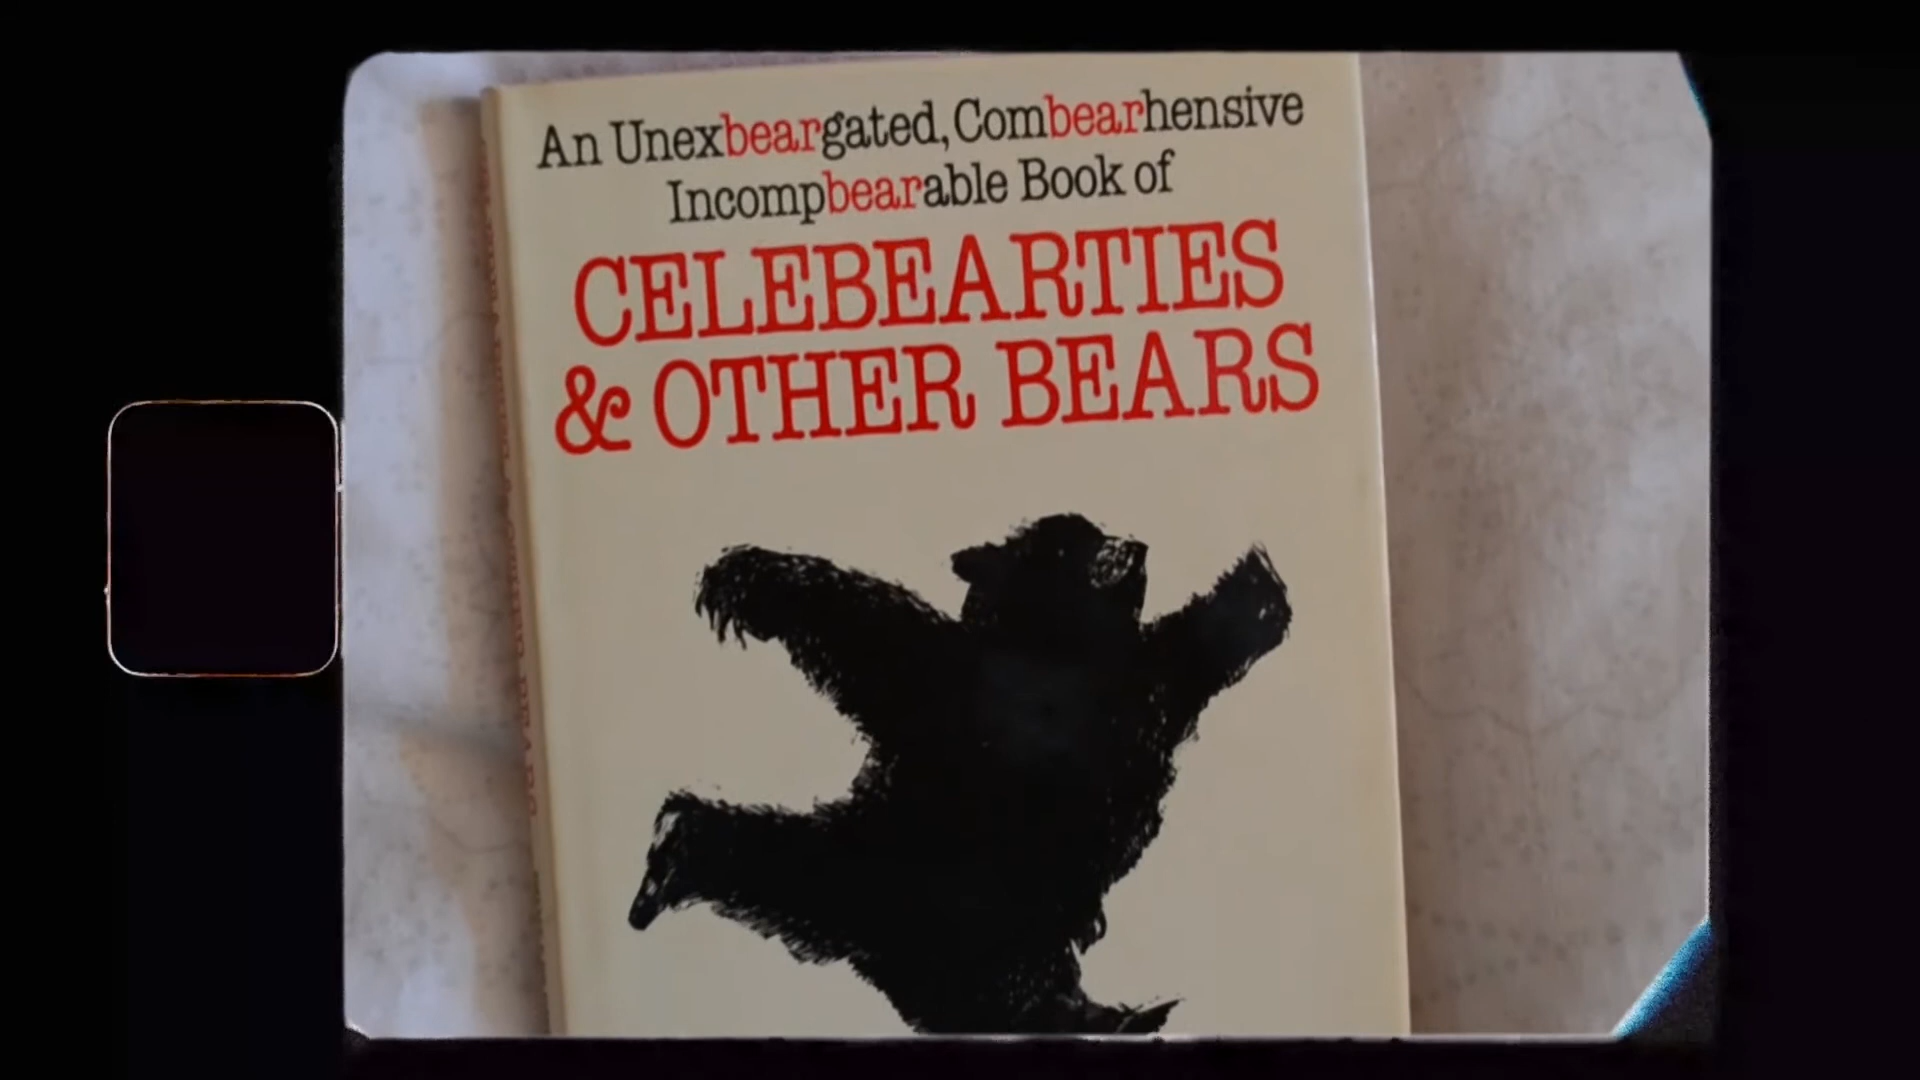 An Unexbeargated, Combearhensive
Incompbearable Book of
CELEBEARTIES
& OTHER BEARS